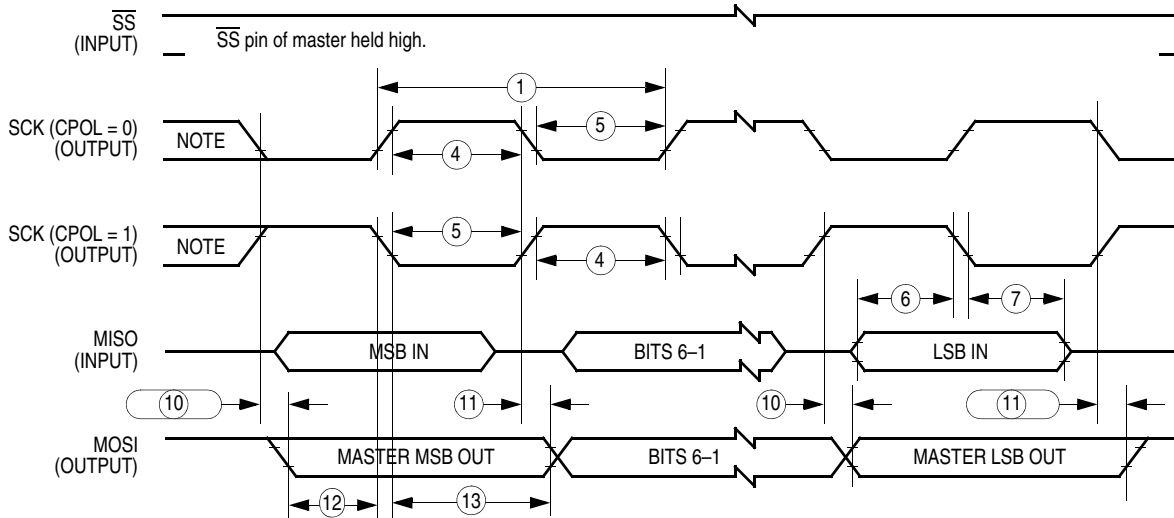 SS
(INPUT)
SS pin of master held high.
1
SCK (CPOL = 0)
(OUTPUT)
NOTE
5
4
SCK (CPOL = 1)
(OUTPUT)
NOTE
5
4
6
7
MISO
(INPUT)
MSB IN
BITS 6–1
LSB IN
10
11
10
11
MOSI
(OUTPUT)
MASTER MSB OUT
BITS 6–1
MASTER LSB OUT
12
13